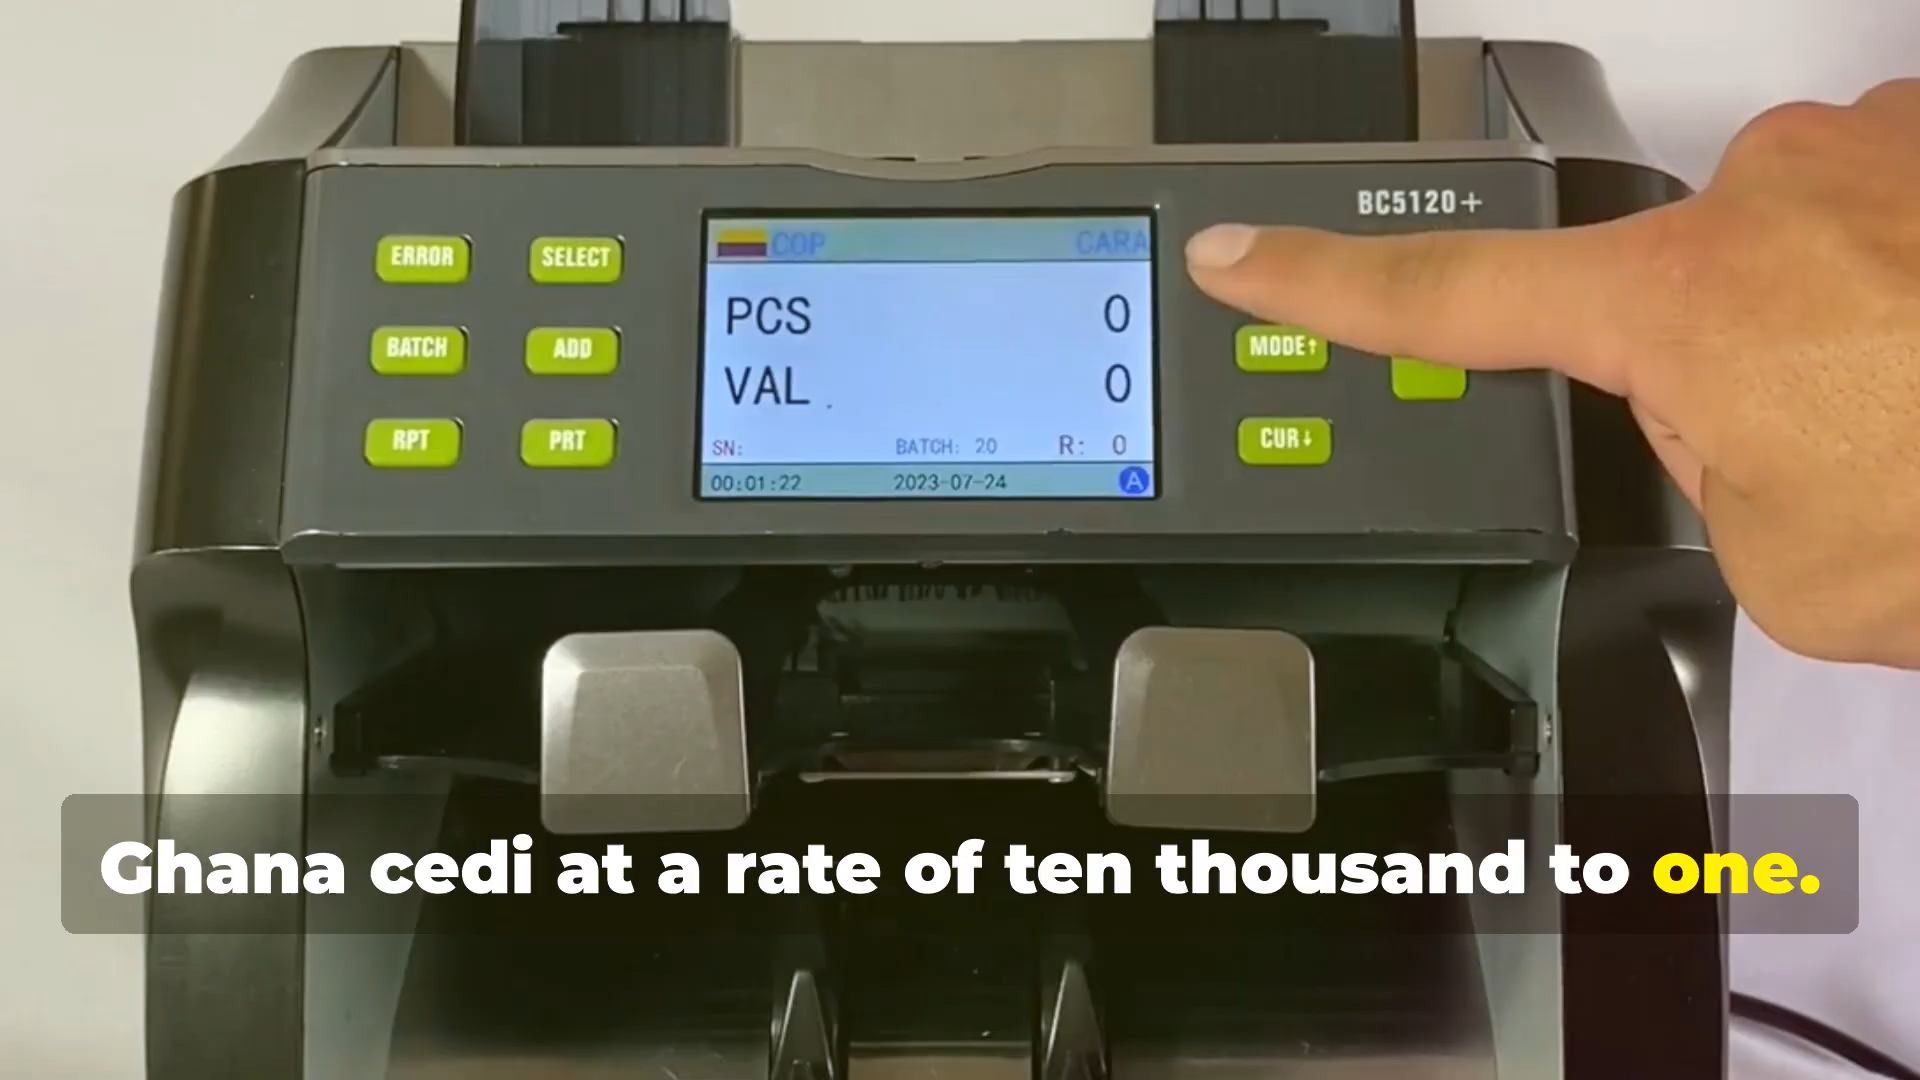 BC5120+
ERROR
SELECT
COP
CARA
BATCH
ADD
PCS 0
MODE↑
VAL 0
RPT
PRT
SN:
BATCH: 20
R: 0
CUR↓
00:01:22
2023-07-24
A
Ghana cedi at a rate of ten thousand to one.